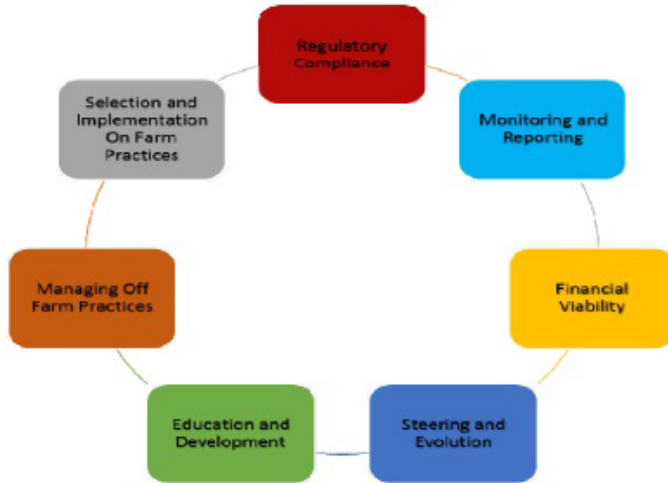 Regulatory
Compliance
Monitoring and
Reporting
Financial
Viability
Steering and
Evolution
Education and
Development
Managing Off
Farm Practices
Selection and
Implementation
On Farm
Practices